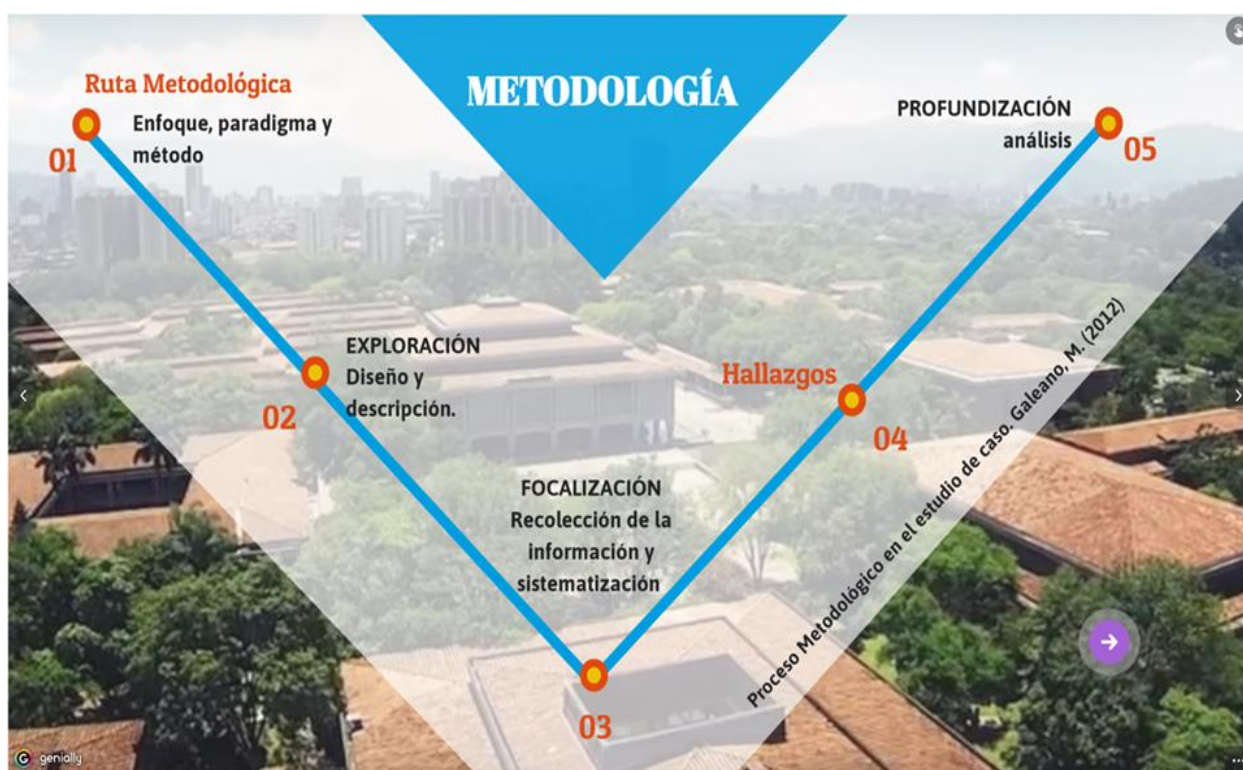 METODOLOGÍA
Ruta Metodológica
Enfoque, paradigma y
método
01
EXPLORACIÓN
Diseño y
descripción.
02
FOCALIZACIÓN
Recolección de la
información y
sistematización
03
Hallazgos
04
PROFUNDIZACIÓN
análisis
05
Proceso Metodológico en el estudio de caso. Galeano, M. (2012)
genially